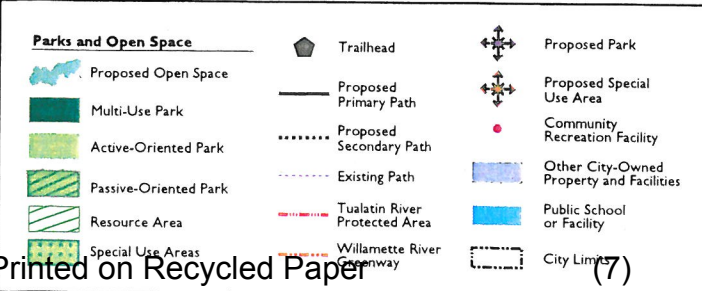 Parks and Open Space
Proposed Open Space
Multi-Use Park
Active-Oriented Park
Passive-Oriented Park
Resource Area
Special Use Areas
Trailhead
Proposed
Primary Path
Proposed
Secondary Path
Existing Path
Tualatin River
Protected Area
Willamette River
Greenway
Proposed Park
Proposed Special
Use Area
Community
Recreation Facility
Other City-Owned
Property and Facilities
Public School
or Facility
City Limits
Printed on Recycled Paper
(7)